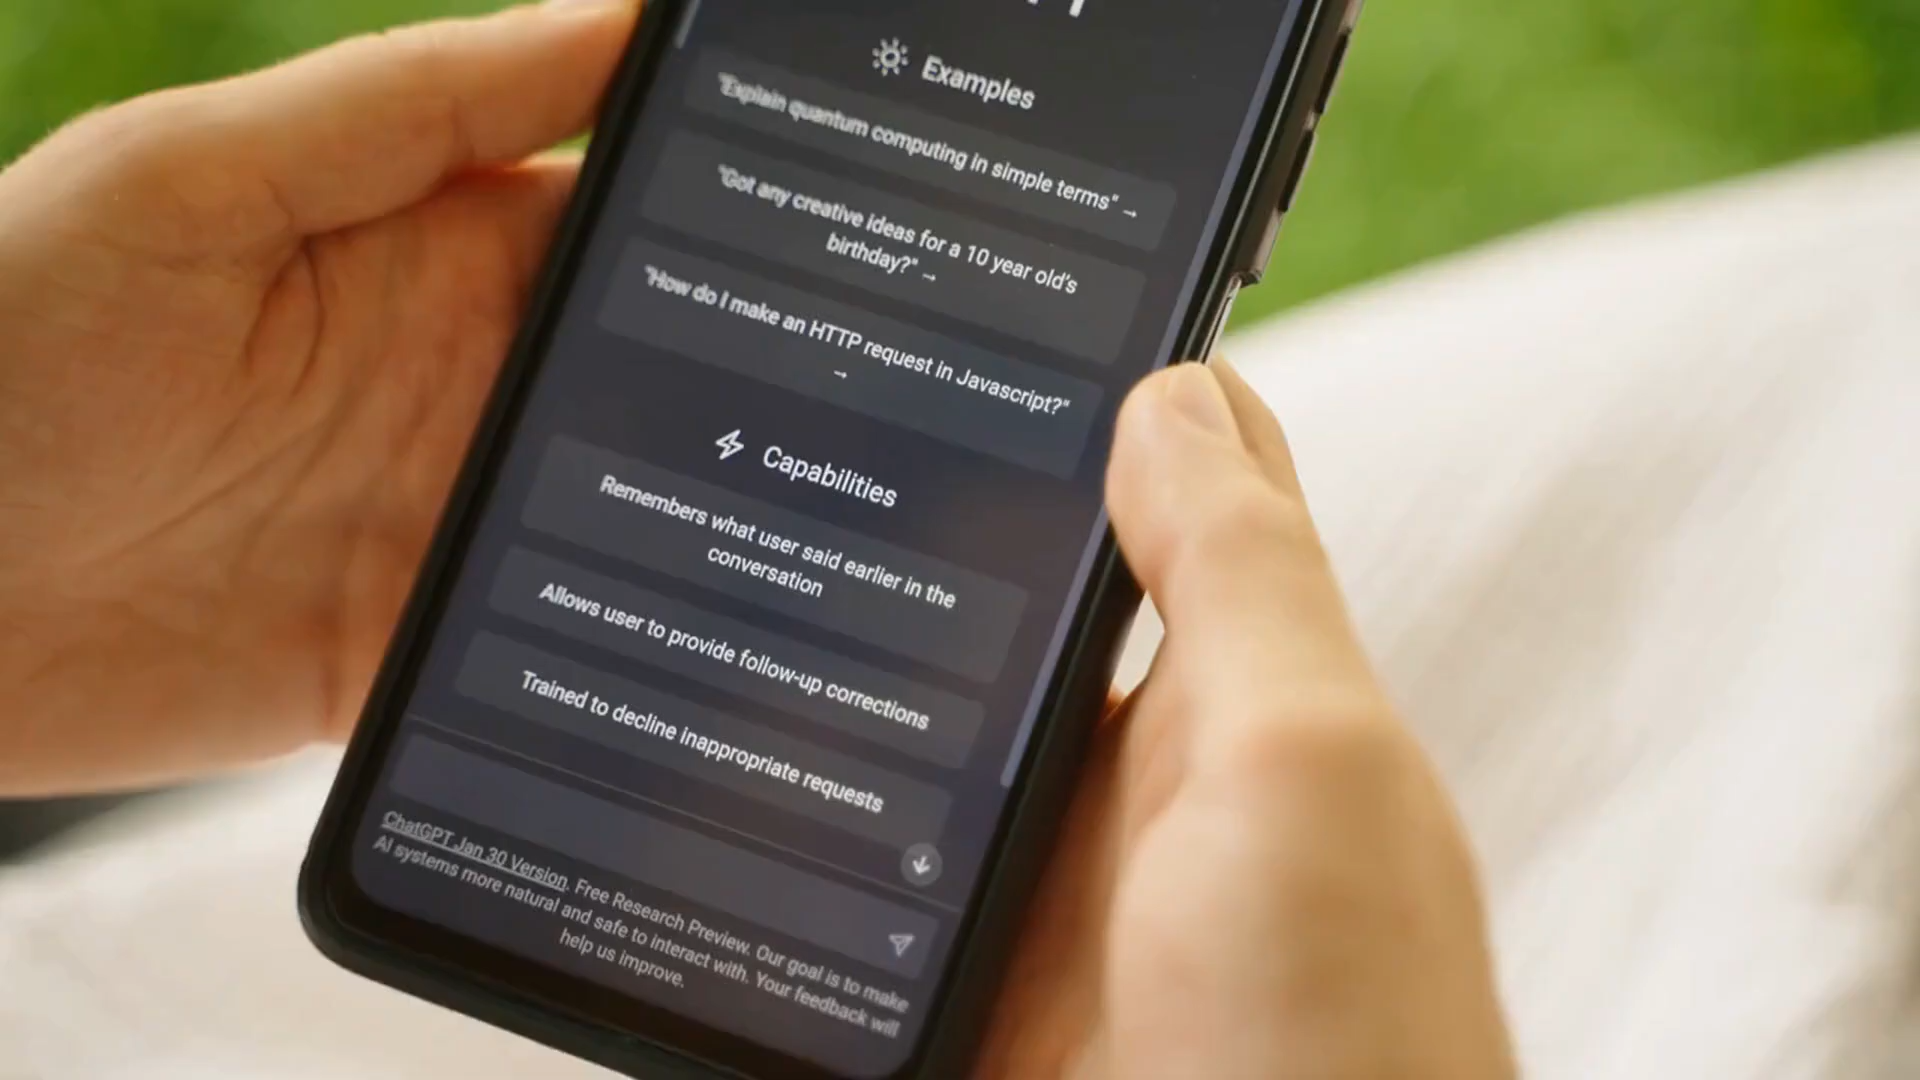 Examples
"Explain quantum computing in simple terms" →
"Got any creative ideas for a 10 year old's
birthday?" →
"How do I make an HTTP request in Javascript?"
→
Capabilities
Remembers what user said earlier in the
conversation
Allows user to provide follow-up corrections
Trained to decline inappropriate requests
ChatGPT Jan 30 Version. Free Research Preview. Our goal is to make
AI systems more natural and safe to interact with. Your feedback will
help us improve.